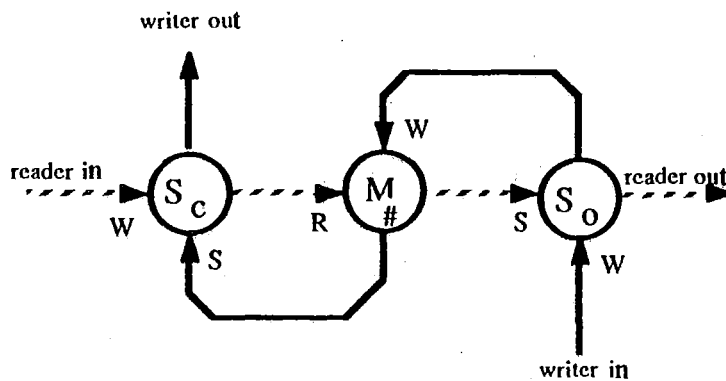 writer out
W
reader in
S c
M #
S o
reader out
W
R
S
W
S
writer in